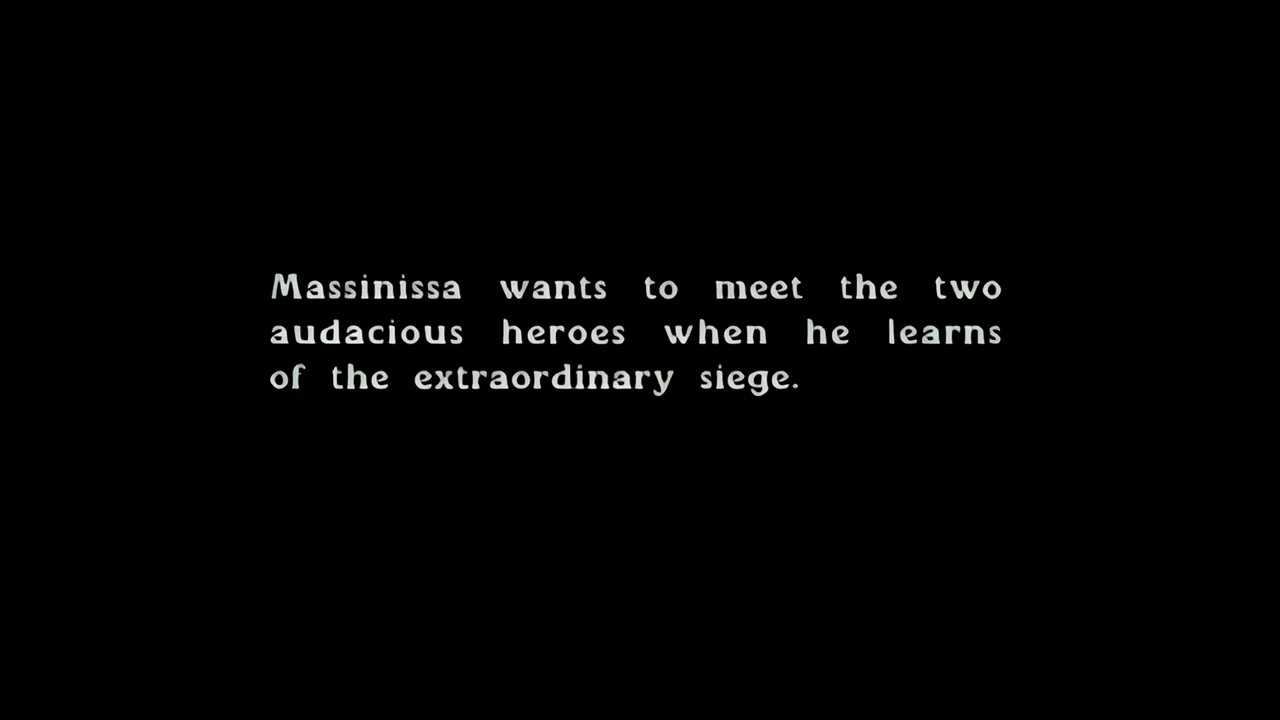 Massinissa wants to meet the two
audacious heroes when he learns
of the extraordinary siege.